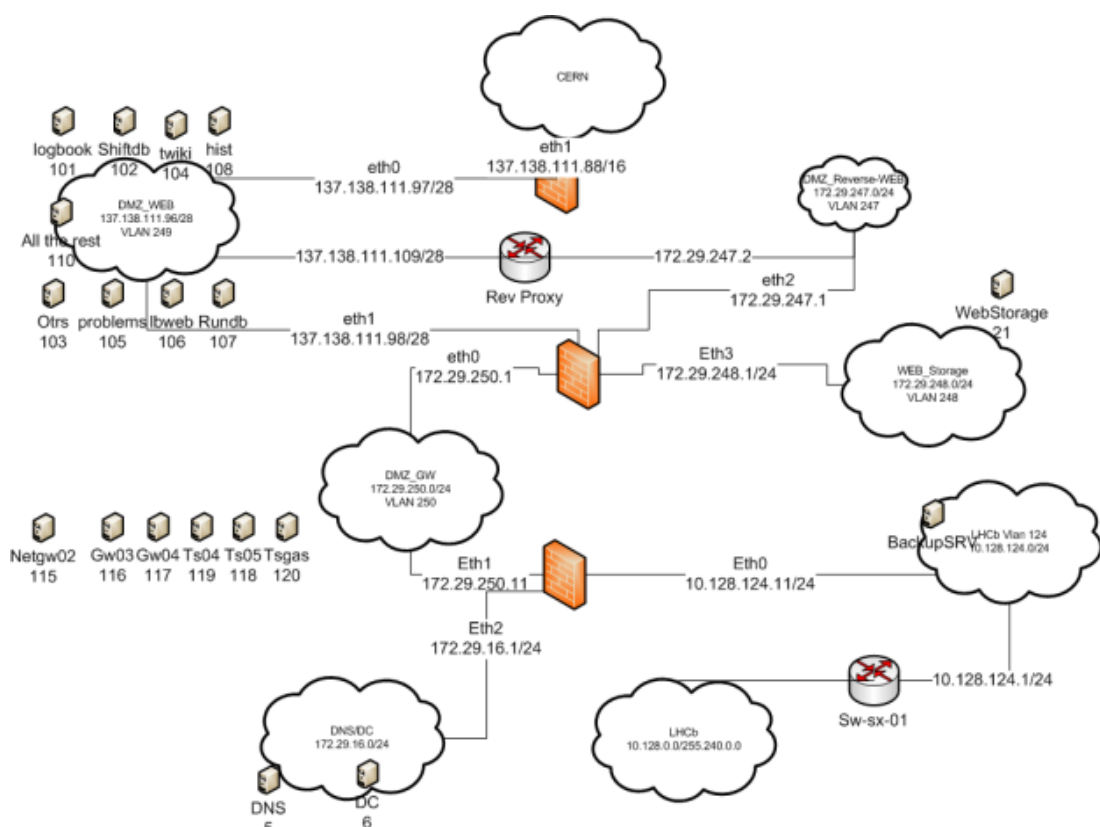 CERN
logbook
101
Shiftdb
102
twiki
104
hist
108
eth0
137.138.111.97/28
eth1
137.138.111.88/16
DMZ_WEB
137.138.111.96/28
VLAN 249
All the rest
110
DMZ_Reverse-WEB
172.29.247.0/24
VLAN 247
137.138.111.109/28
Rev Proxy
172.29.247.2
eth2
172.29.247.1
Otrs
103
problems
105
lbweb
106
Rundb
107
eth1
137.138.111.98/28
WebStorage
21
eth0
172.29.250.1
Eth3
172.29.248.1/24
WEB_Storage
172.29.248.0/24
VLAN 248
DMZ_GW
172.29.250.0/24
VLAN 250
Netgw02
115
Gw03
116
Gw04
117
Ts04
119
Ts05
118
Tsgas
120
BackupSRV
LHCb Vlan 124
10.128.124.0/24
Eth1
172.29.250.11
Eth0
10.128.124.11/24
Eth2
172.29.16.1/24
10.128.124.1/24
Sw-sx-01
DNS/DC
172.29.16.0/24
LHCb
10.128.0.0/255.240.0.0
DNS
5
DC
6